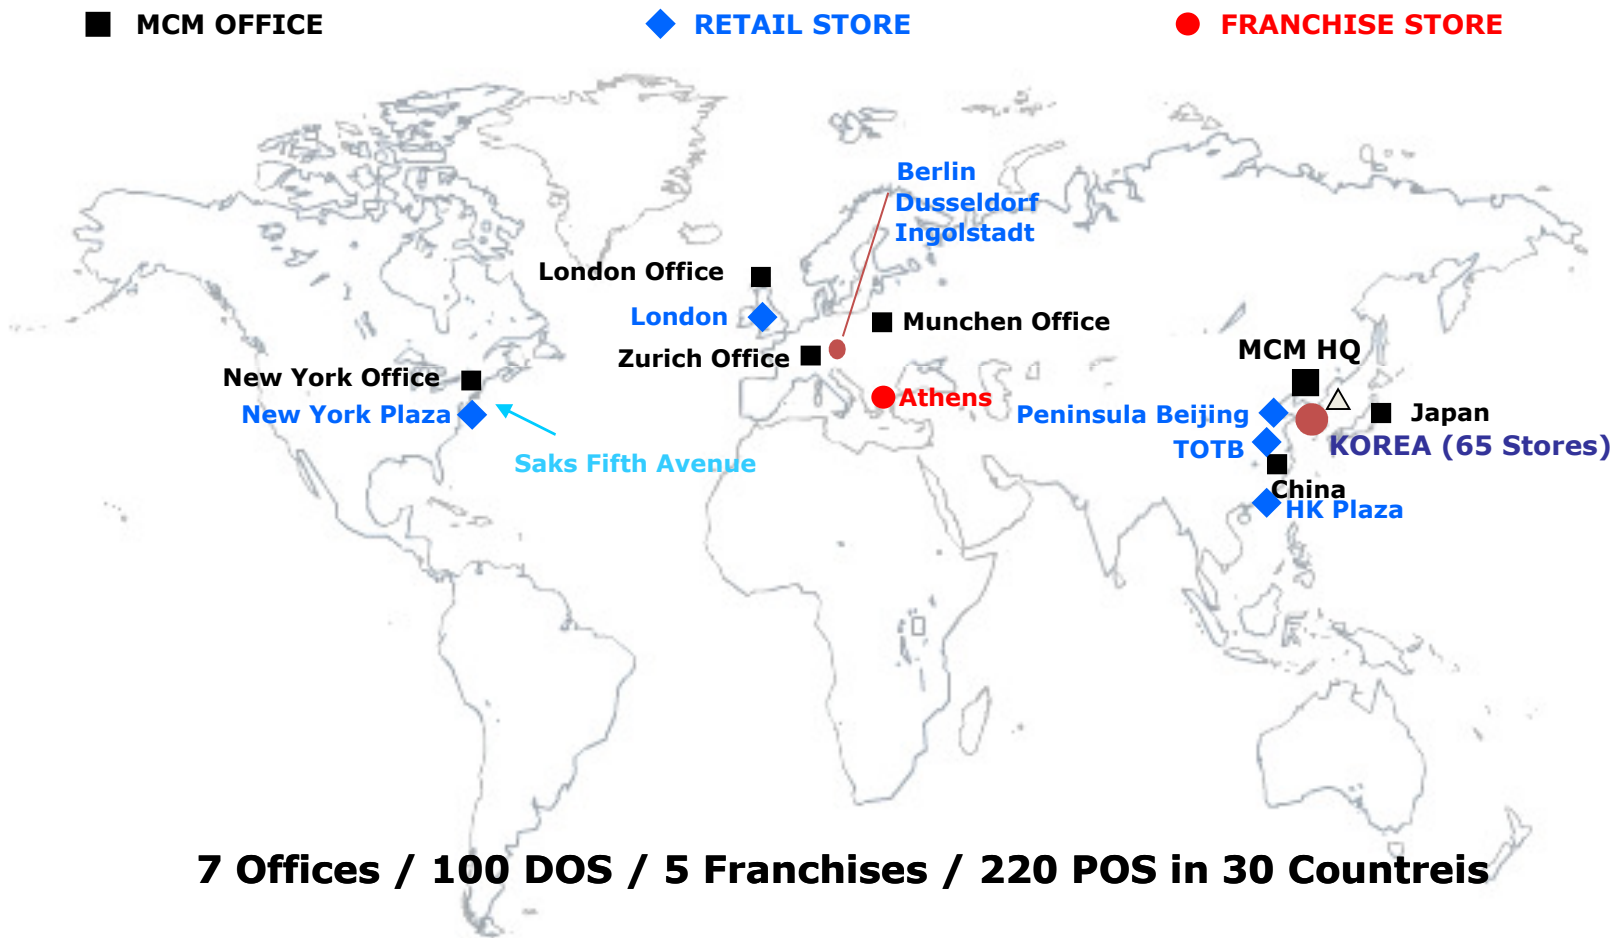 MCM OFFICE
RETAIL STORE
FRANCHISE STORE
Berlin
Dusseldorf
Ingolstadt
London Office
London
Munchen Office
Zurich Office
MCM HQ
New York Office
New York Plaza
Athens
Peninsula Beijing
Japan
Saks Fifth Avenue
TOTB
KOREA (65 Stores)
China
HK Plaza
7 Offices / 100 DOS / 5 Franchises / 220 POS in 30 Countreis